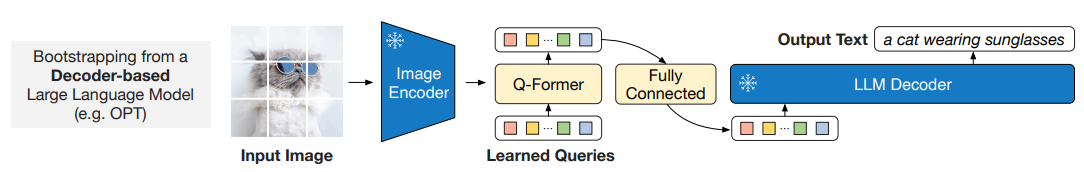 Bootstrapping from a
Decoder-based
Large Language Model
(e.g. OPT)
Input Image
Image
Encoder
Q-Former
...
...
Learned Queries
Fully
Connected
Output Text
a cat wearing sunglasses
LLM Decoder
...